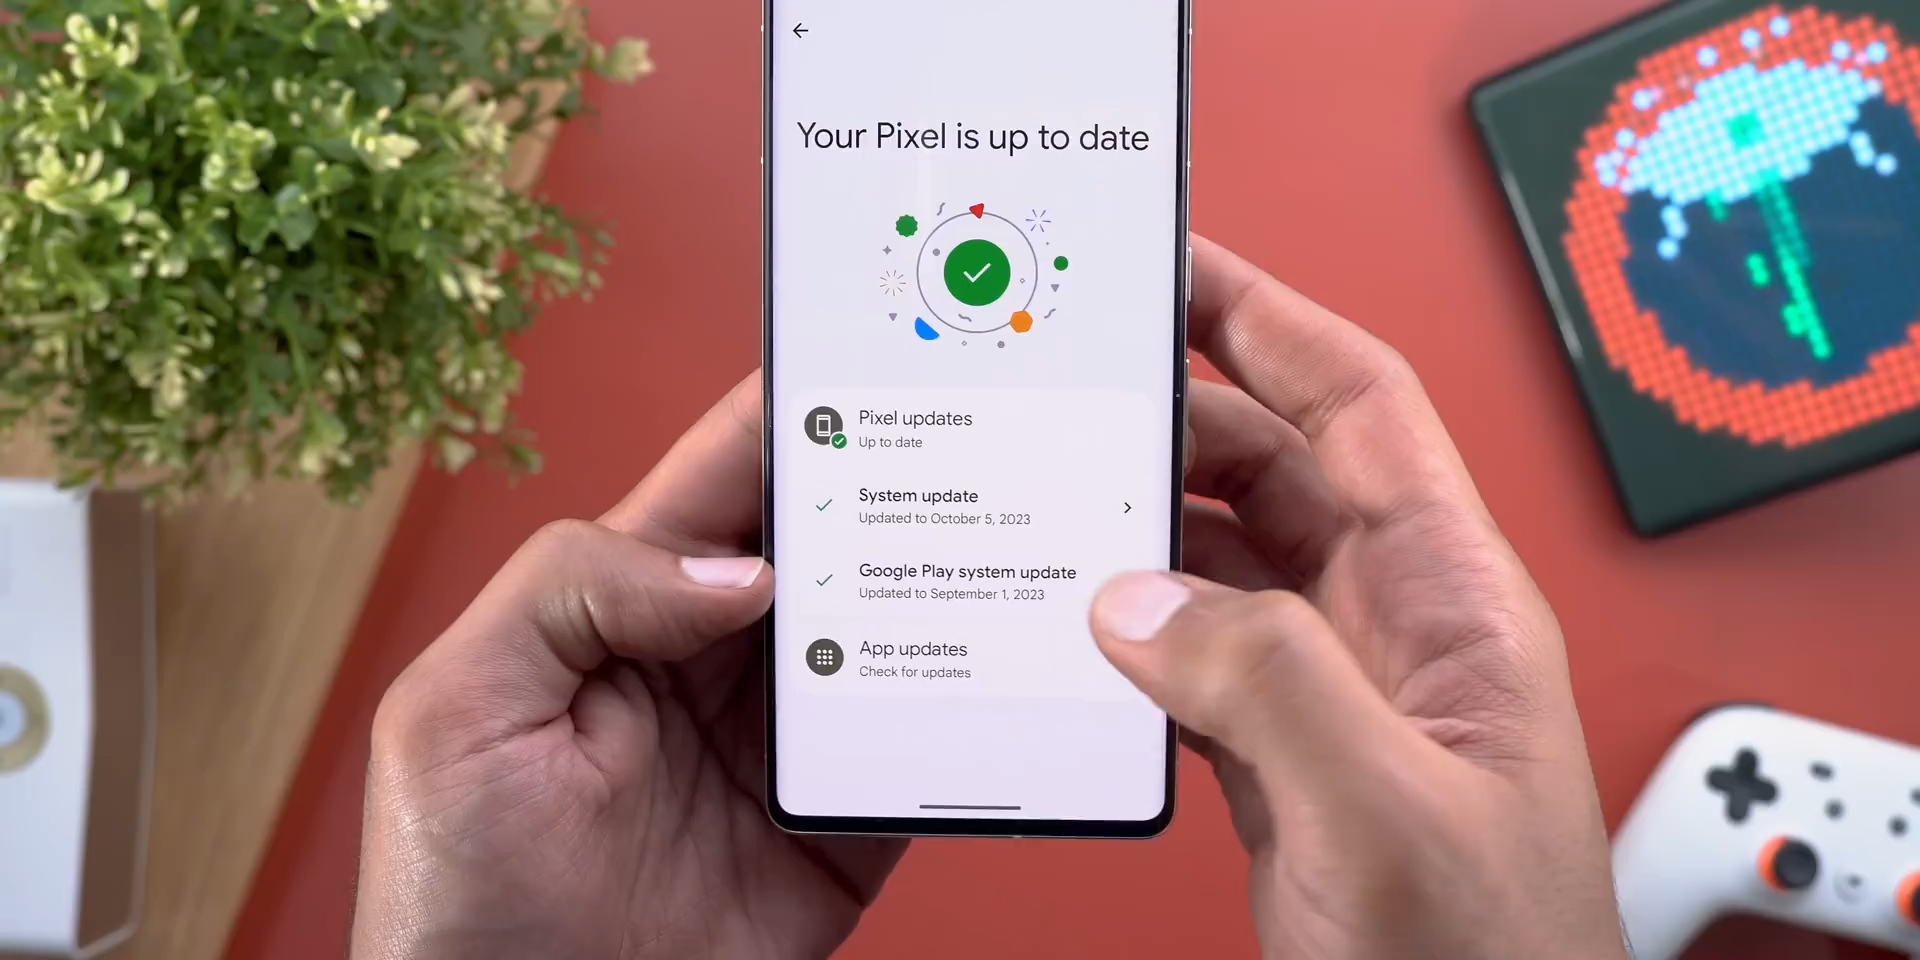 Your Pixel is up to date
Pixel updates
Up to date
System update
Updated to October 5, 2023
Google Play system update
Updated to September 1, 2023
App updates
Check for updates